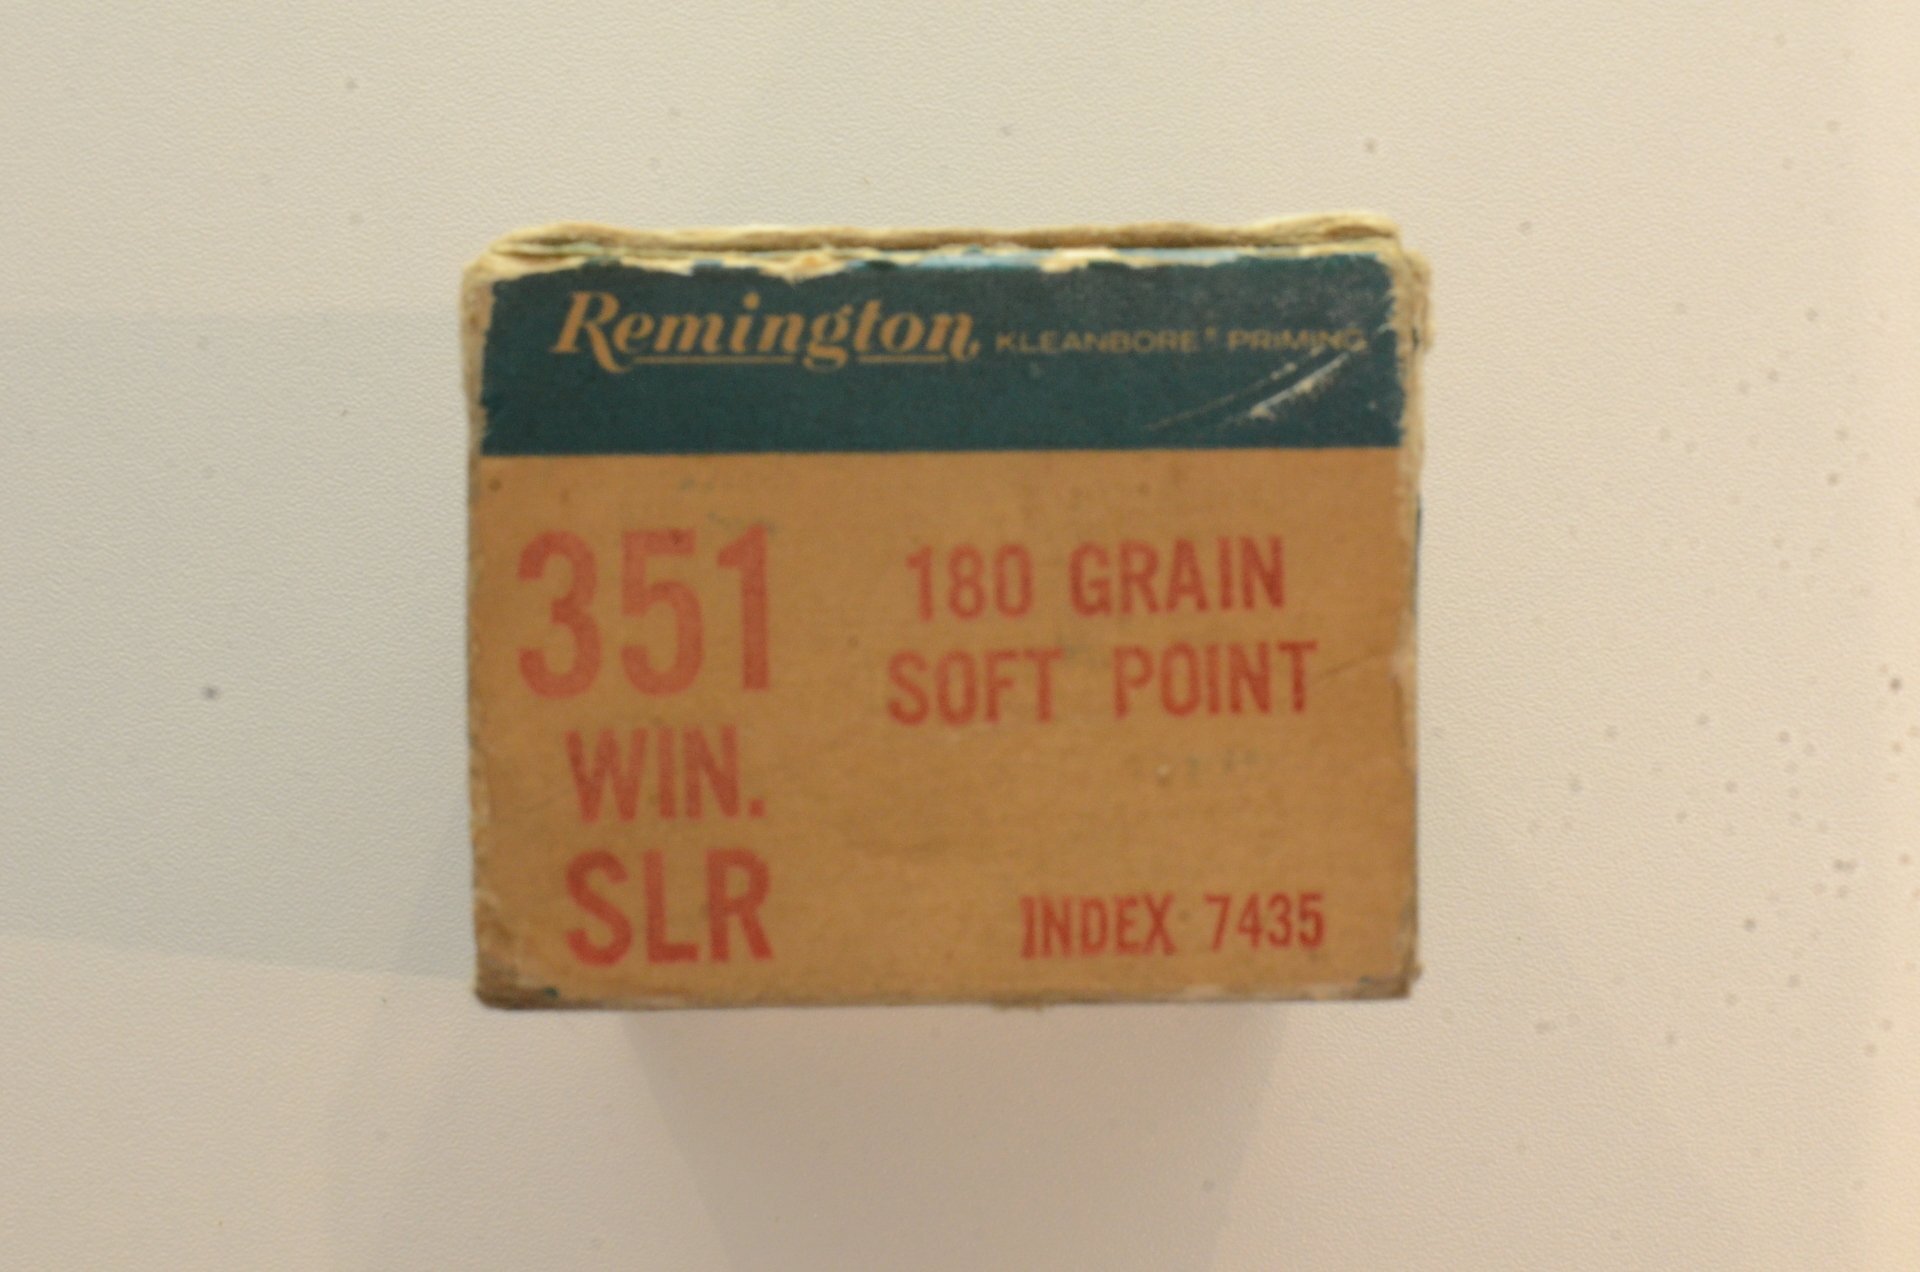 Remington KLEANBORE® PRIMING
351 180 GRAIN
SOFT POINT
WIN.
SLR INDEX 7435